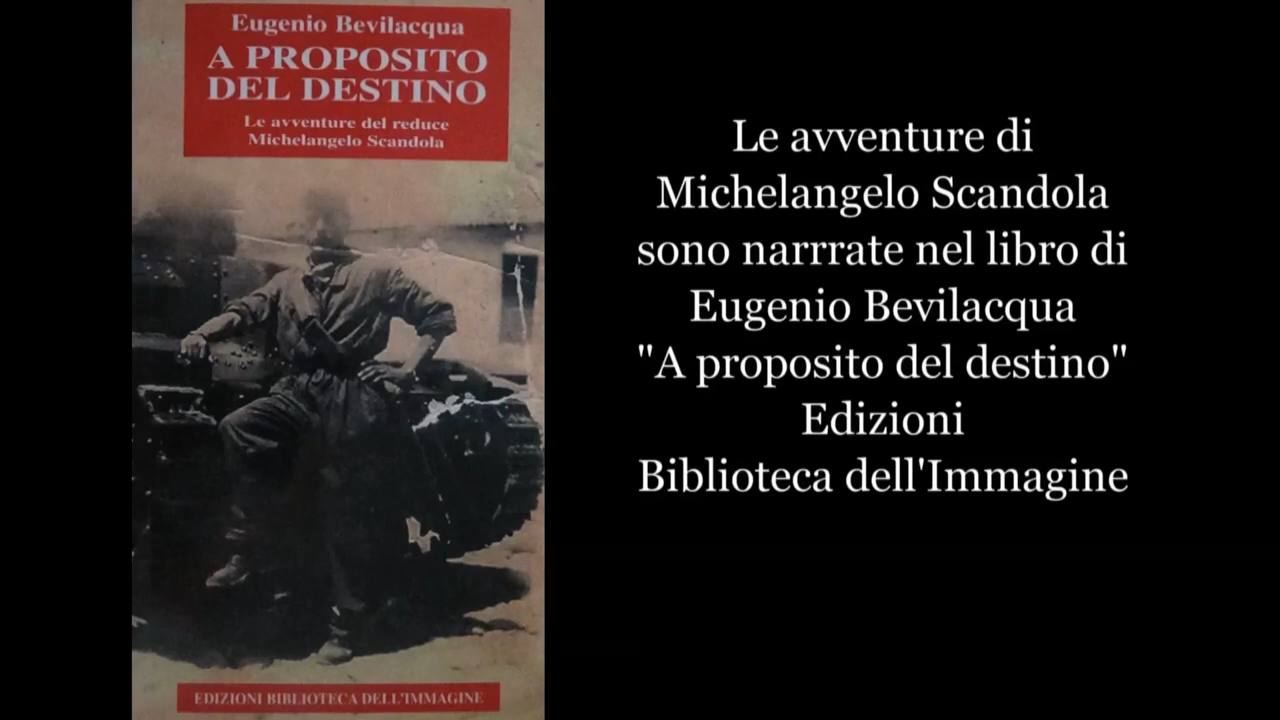 Eugenio Bevilacqua
A PROPOSITO
DEL DESTINO
Le avventure del reduce
Michelangelo Scandola
EDIZIONI BIBLIOTECA DELL'IMMAGINE
Le avventure di
Michelangelo Scandola
sono narrrate nel libro di
Eugenio Bevilacqua
"A proposito del destino"
Edizioni
Biblioteca dell'Immagine